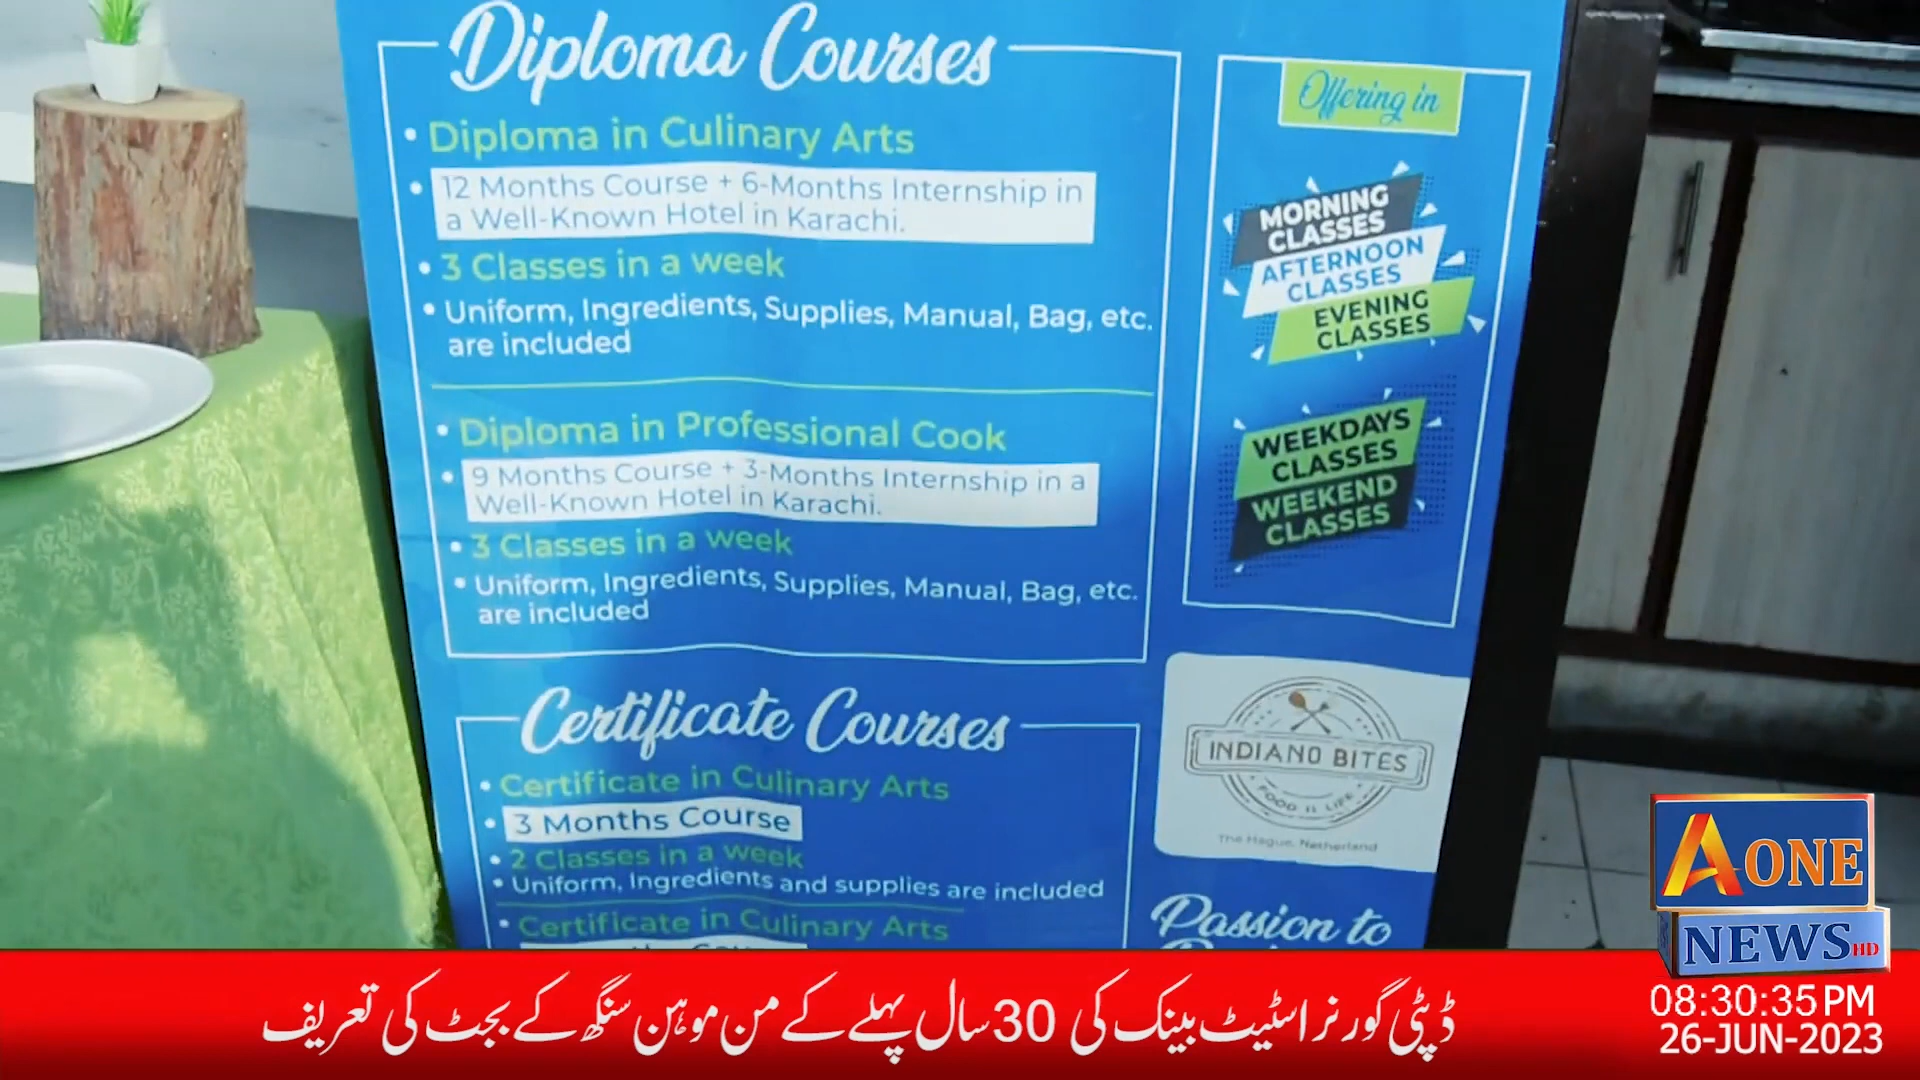 Diploma Courses
• Diploma in Culinary Arts
• 12 Months Course + 6-Months Internship in
a Well-Known Hotel in Karachi.
• 3 Classes in a week
• Uniform, Ingredients, Supplies, Manual, Bag, etc.
are included
• Diploma in Professional Cook
• 9 Months Course + 3-Months Internship in a
Well-Known Hotel in Karachi.
• 3 Classes in a week
• Uniform, Ingredients, Supplies, Manual, Bag, etc.
are included
Certificate Courses
• Certificate in Culinary Arts
• 3 Months Course
• 2 Classes in a week
• Uniform, Ingredients and supplies are included
• Certificate in Culinary Arts
Offering in
MORNING
CLASSES
AFTERNOON
CLASSES
EVENING
CLASSES
WEEKDAYS
CLASSES
WEEKEND
CLASSES
INDIANO BITES
FOOD IS LIFE
The Hague, Netherland
Passion to
A ONE
NEWS HD
ڈپٹی گورنر اسٹیٹ بینک کی 30 سال پہلے کے من موہن سنگھ کے بجٹ کی تعریف
08:30:35 PM
26-JUN-2023